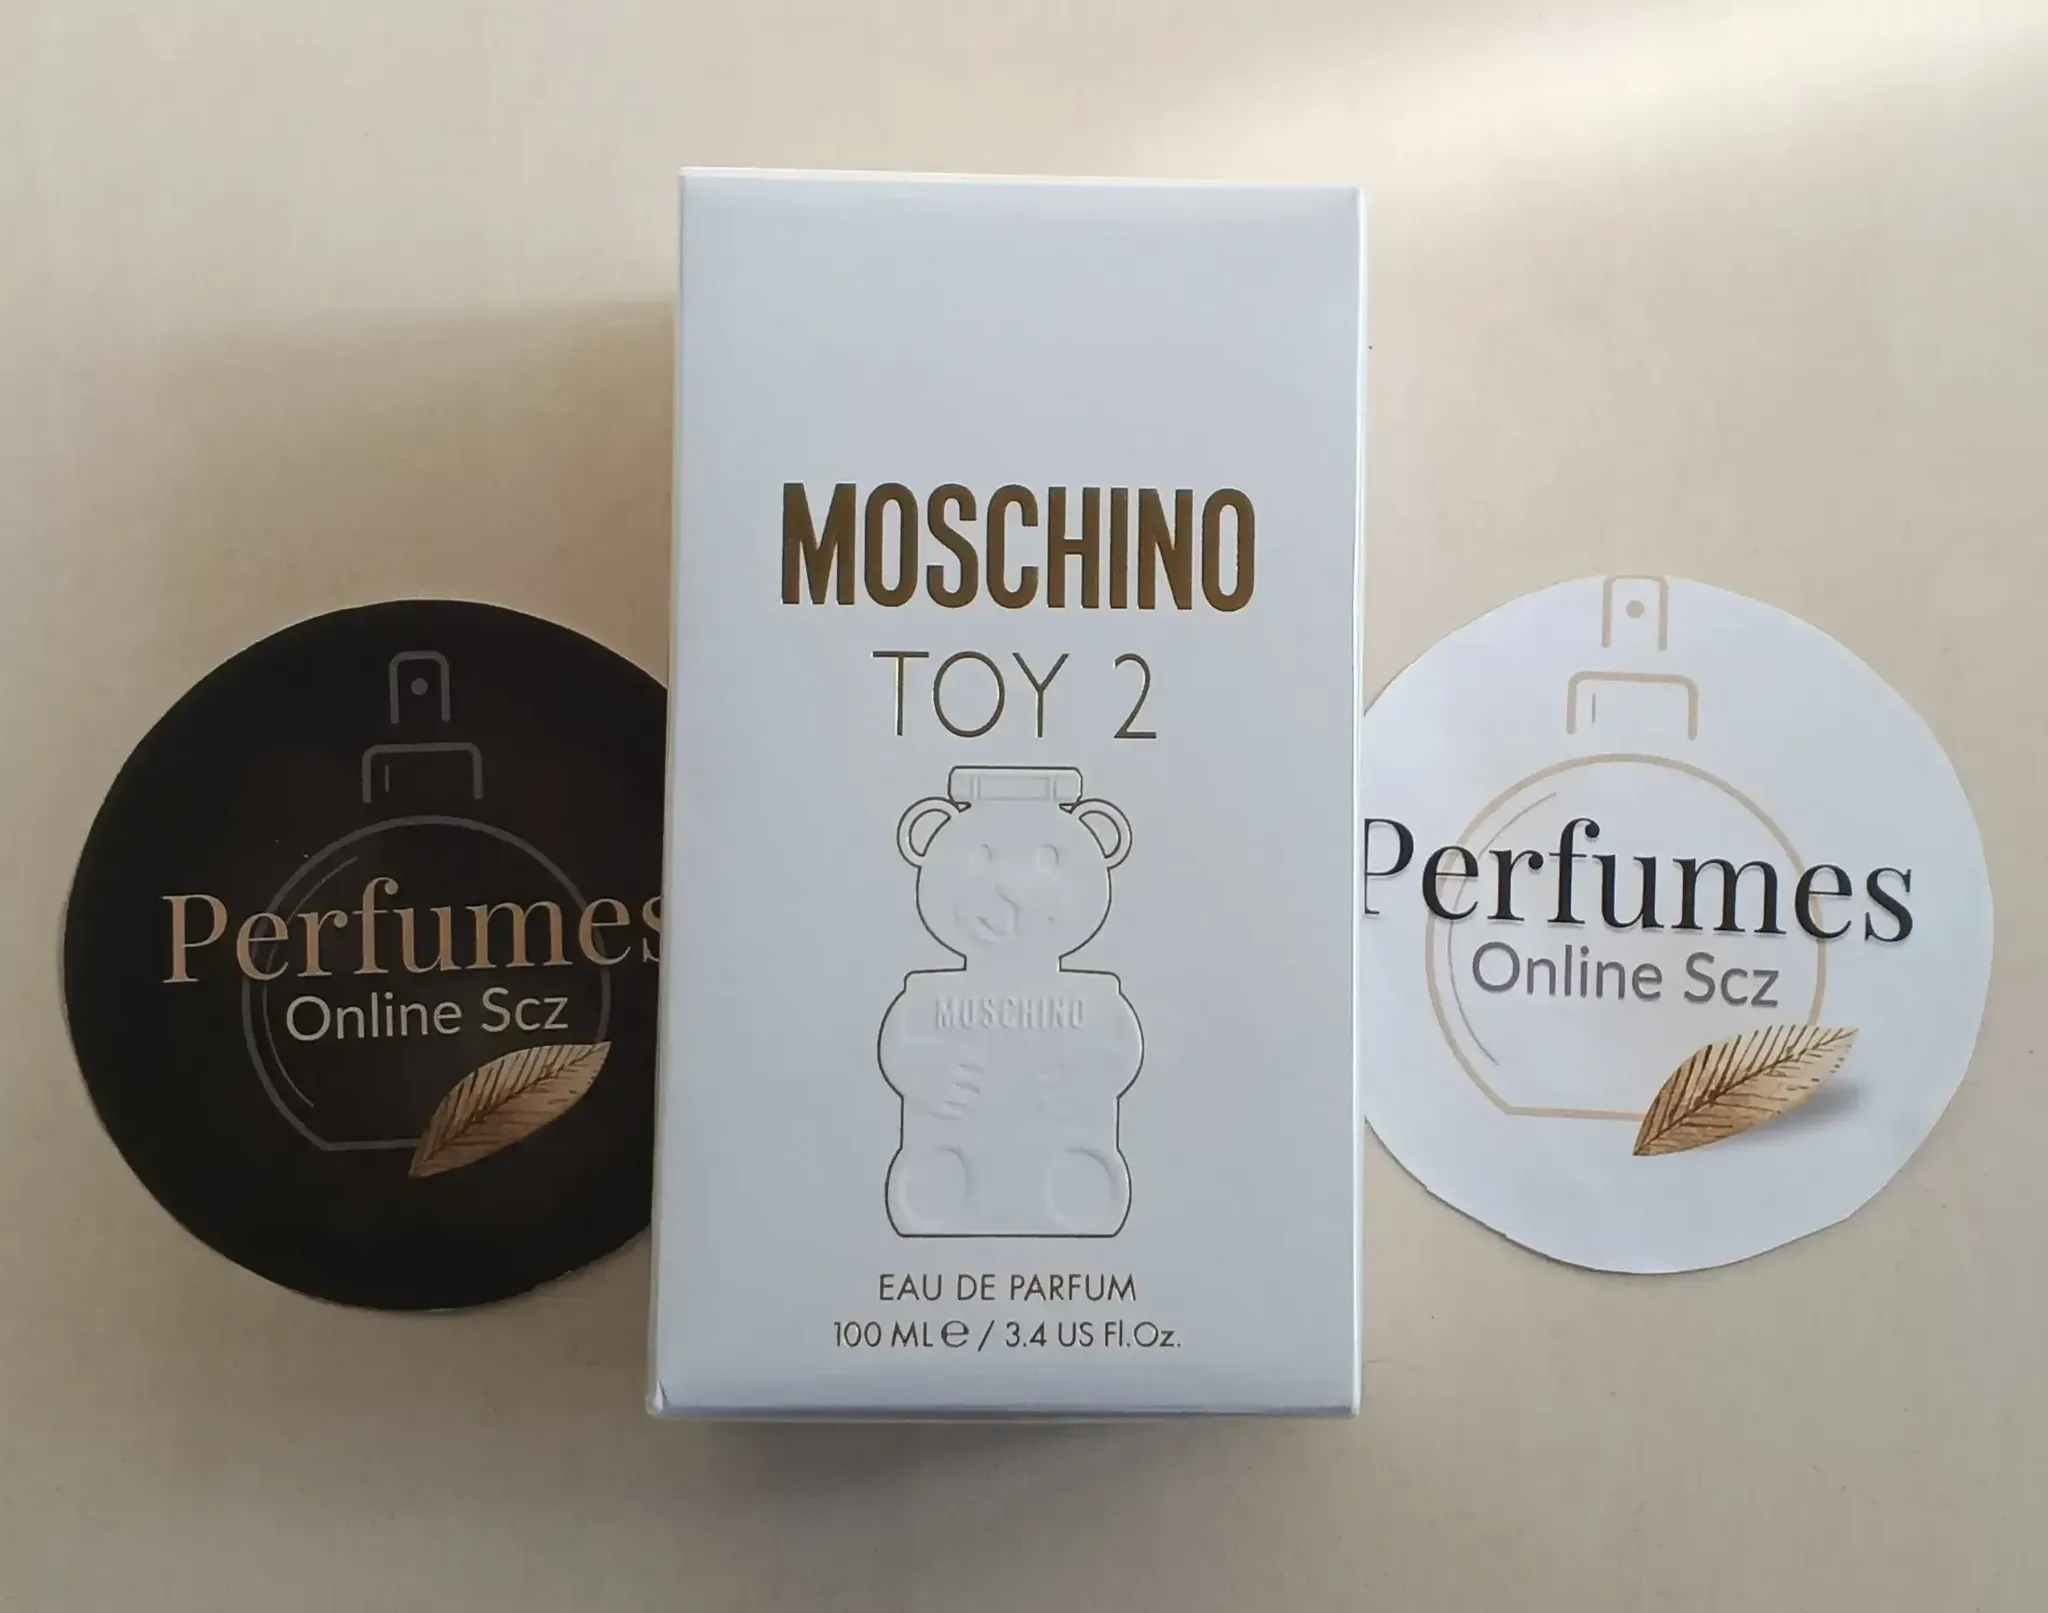 MOSCHINO
TOY 2
MOSCHINO
EAU DE PARFUM
100 ML ℮ / 3.4 US Fl.Oz.
Perfumes
Online Scz
Perfumes
Online Scz